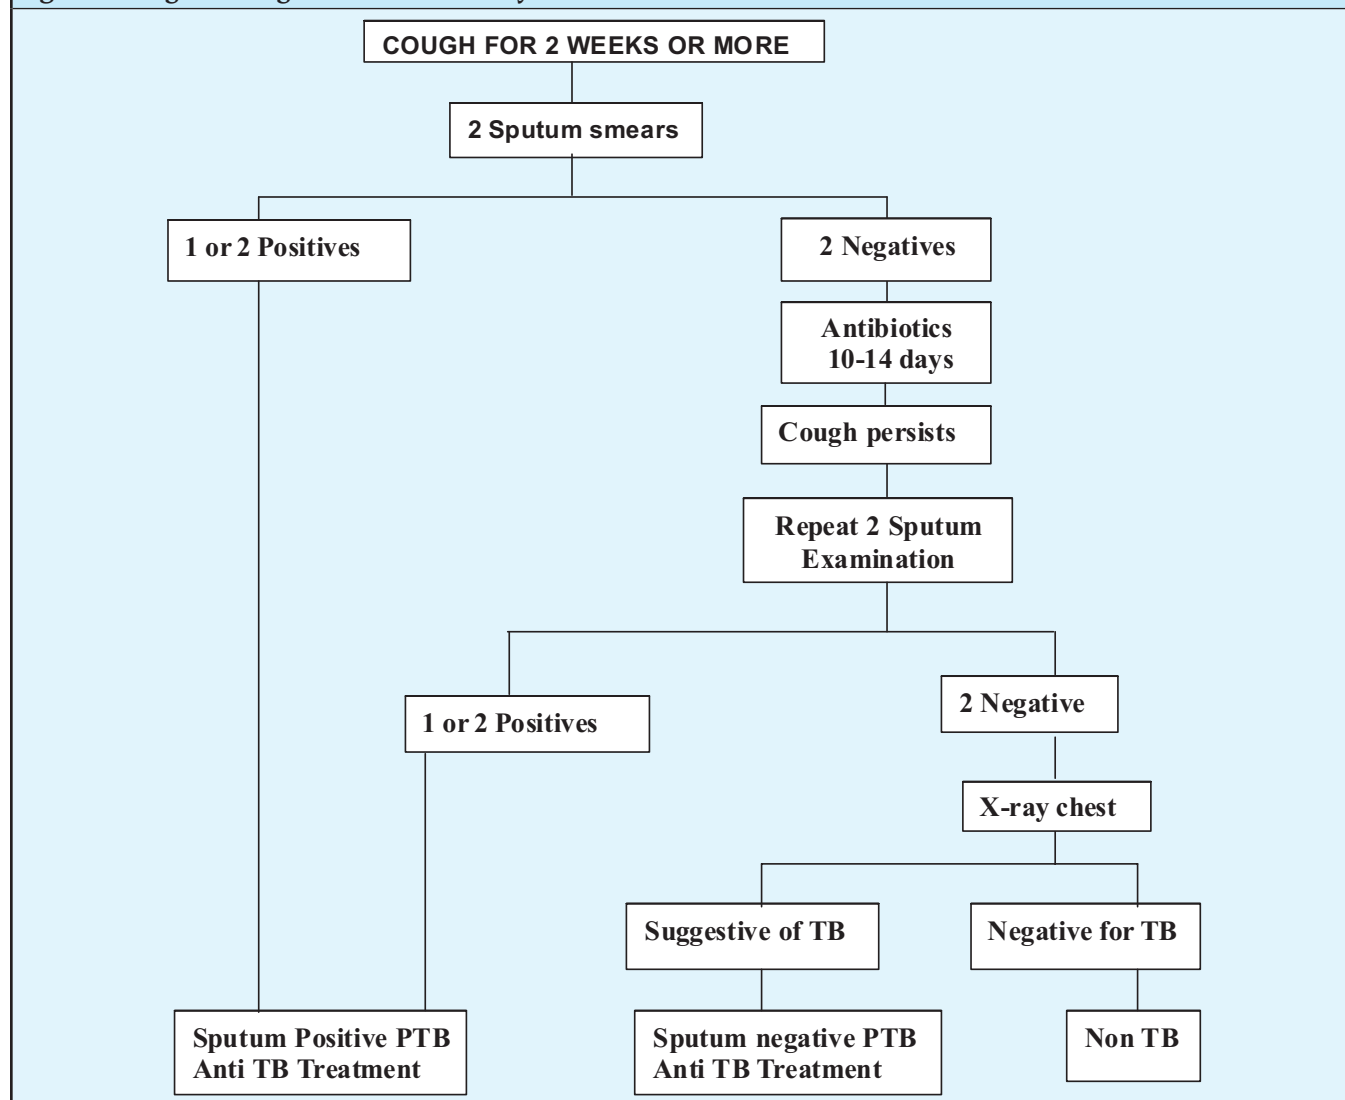 COUGH FOR 2 WEEKS OR MORE
2 Sputum smears
1 or 2 Positives
2 Negatives
Antibiotics
10-14 days
Cough persists
Repeat 2 Sputum
Examination
1 or 2 Positives
2 Negative
X-ray chest
Suggestive of TB
Negative for TB
Sputum Positive PTB
Anti TB Treatment
Sputum negative PTB
Anti TB Treatment
Non TB